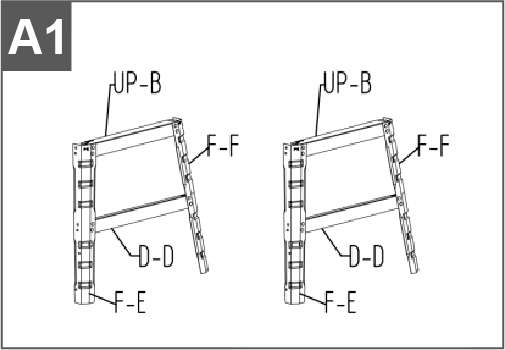 A1
UP-B UP-B
F-F F-F
D-D D-D
F-E F-E